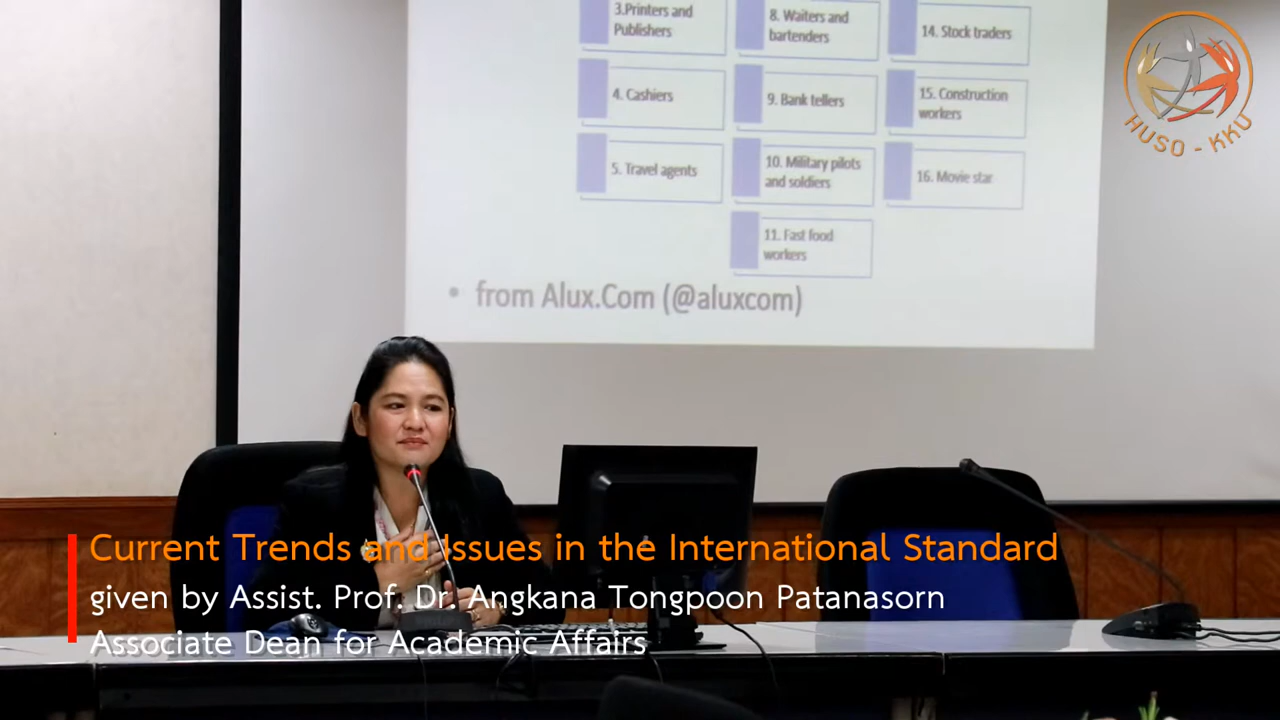 3.Printers and
Publishers
4. Cashiers
5. Travel agents
8. Waiters and
bartenders
9. Bank tellers
10. Military pilots
and soldiers
11. Fast food
workers
14. Stock traders
15. Construction
workers
16. Movie star
• from Alux.Com (@aluxcom)
HUSO - KKU
Current Trends and Issues in the International Standard
given by Assist. Prof. Dr. Angkana Tongpoon Patanasorn
Associate Dean for Academic Affairs